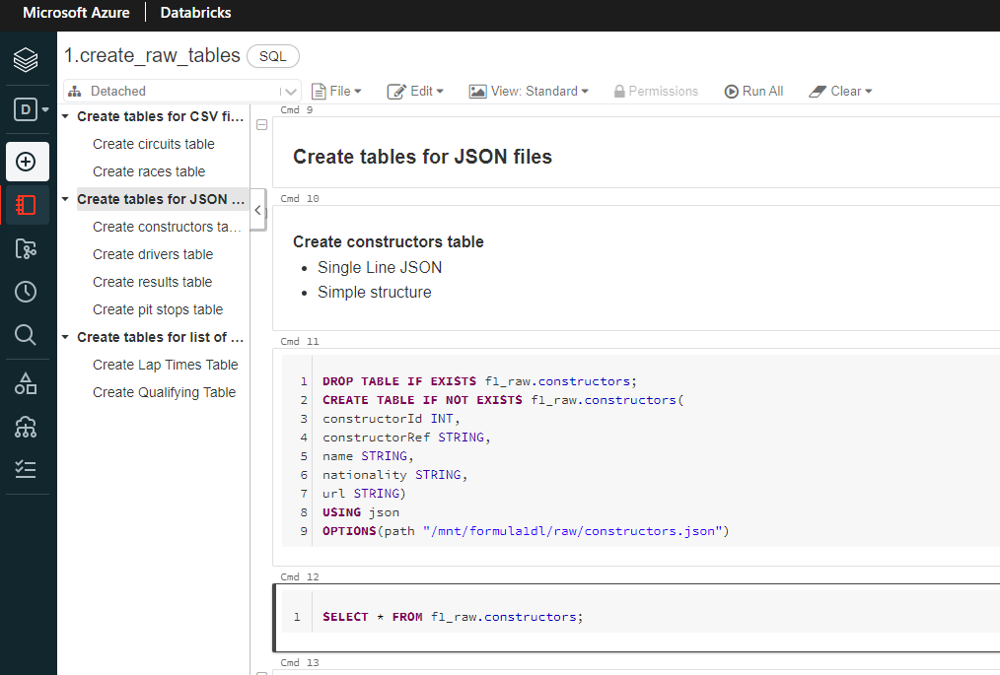 Microsoft Azure | Databricks
1.create_raw_tables SQL
Detached File Edit View: Standard Permissions Run All Clear
D
Create tables for CSV fi...
Create circuits table
Create races table
Create tables for JSON ...
Create constructors ta...
Create drivers table
Create results table
Create pit stops table
Create tables for list of ...
Create Lap Times Table
Create Qualifying Table
Cmd 9
Create tables for JSON files
Cmd 10
Create constructors table
• Single Line JSON
• Simple structure
Cmd 11
1 DROP TABLE IF EXISTS f1_raw.constructors;
2 CREATE TABLE IF NOT EXISTS f1_raw.constructors(
3 constructorId INT,
4 constructorRef STRING,
5 name STRING,
6 nationality STRING,
7 url STRING)
8 USING json
9 OPTIONS(path "/mnt/formula1dl/raw/constructors.json")
Cmd 12
1 SELECT * FROM f1_raw.constructors;
Cmd 13